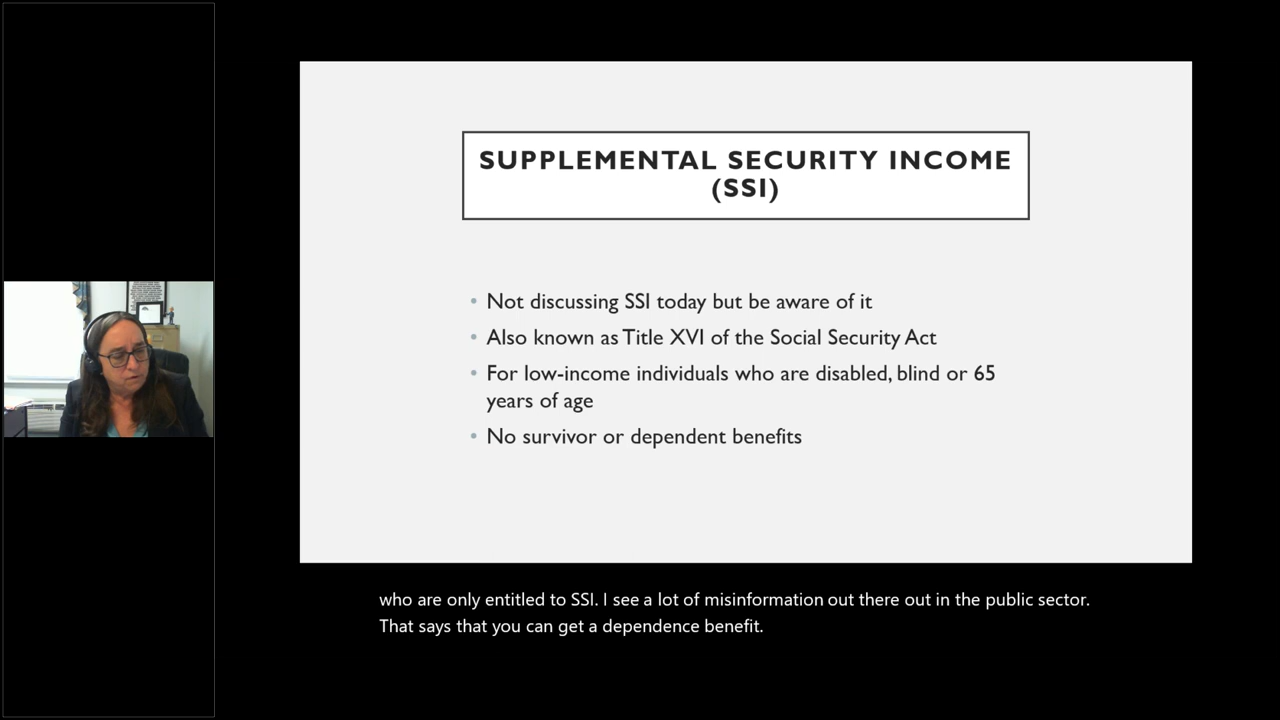 SUPPLEMENTAL SECURITY INCOME
(SSI)
• Not discussing SSI today but be aware of it
• Also known as Title XVI of the Social Security Act
• For low-income individuals who are disabled, blind or 65
years of age
• No survivor or dependent benefits
who are only entitled to SSI. I see a lot of misinformation out there out in the public sector.
That says that you can get a dependence benefit.